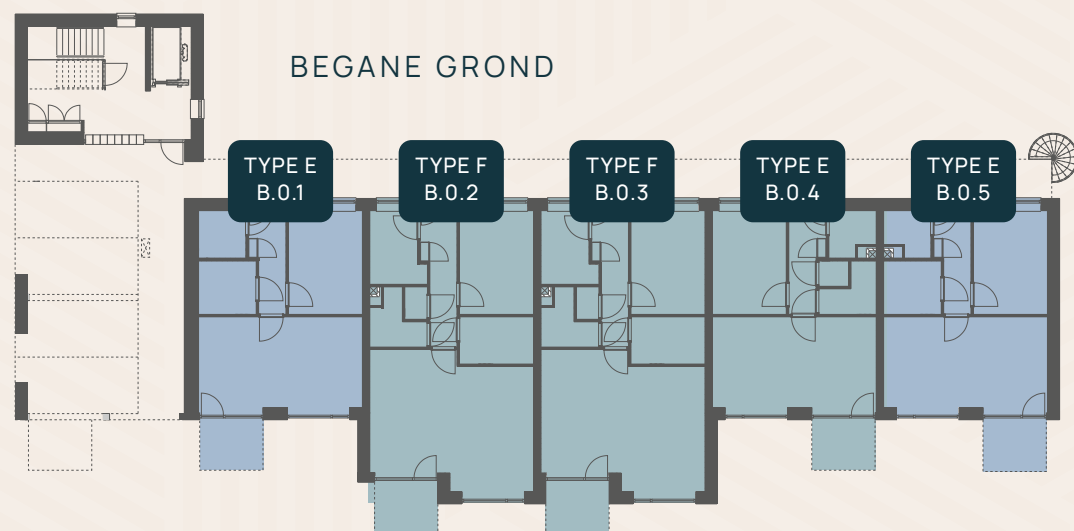 BEGANE GROND
TYPE E
B.0.1
TYPE F
B.0.2
TYPE F
B.0.3
TYPE E
B.0.4
TYPE E
B.0.5